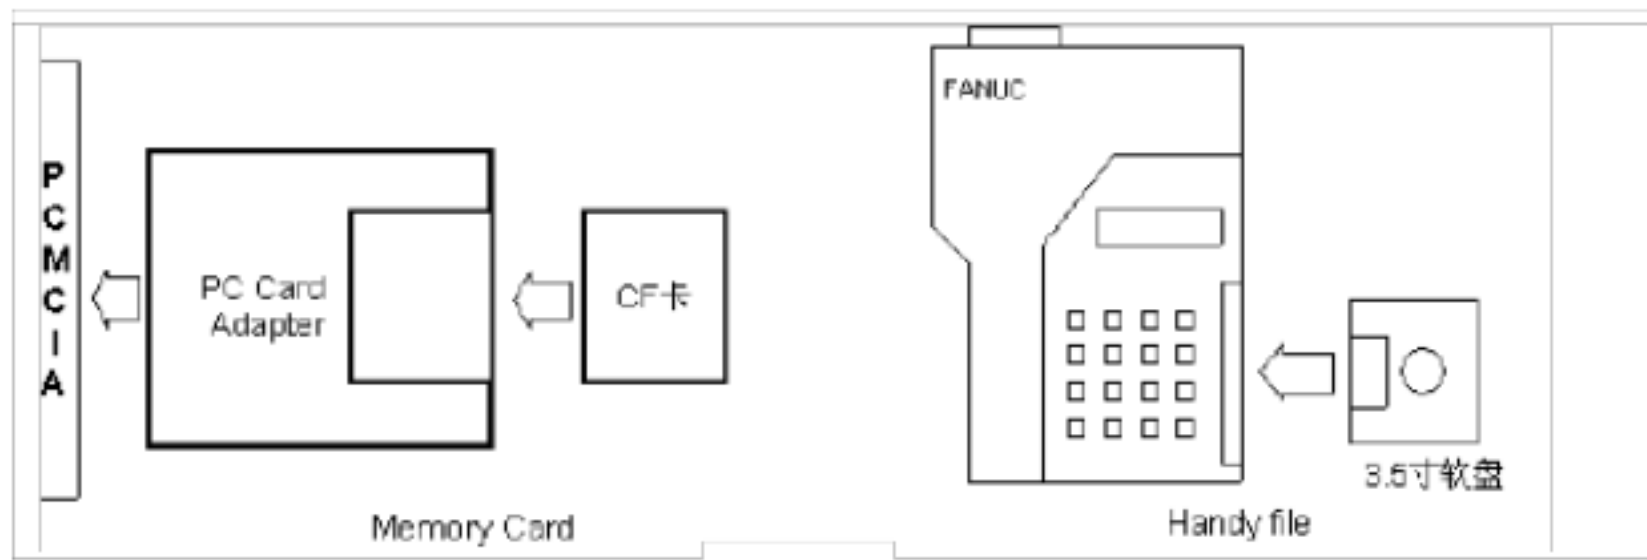 PCMCIA
PC Card
Adapter
CF卡
Memory Card
FANUC
3.5寸软盘
Handy file